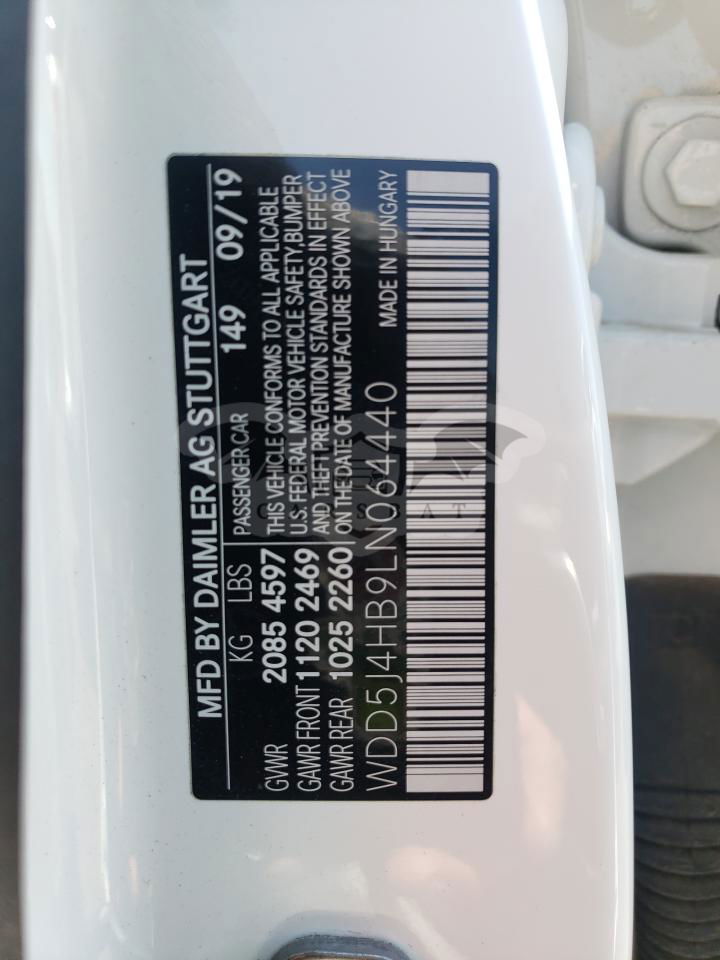 MFD BY DAIMLER AG STUTTGART
KG LBS PASSENGER CAR 149 09/19
GVWR 2085 4597 THIS VEHICLE CONFORMS TO ALL APPLICABLE
GAWR FRONT 1120 2469 U.S. FEDERAL MOTOR VEHICLE SAFETY,BUMPER
GAWR REAR 1025 2260 AND THEFT PREVENTION STANDARDS IN EFFECT
ON THE DATE OF MANUFACTURE SHOWN ABOVE
WDD5J4HB9LN064440 MADE IN HUNGARY